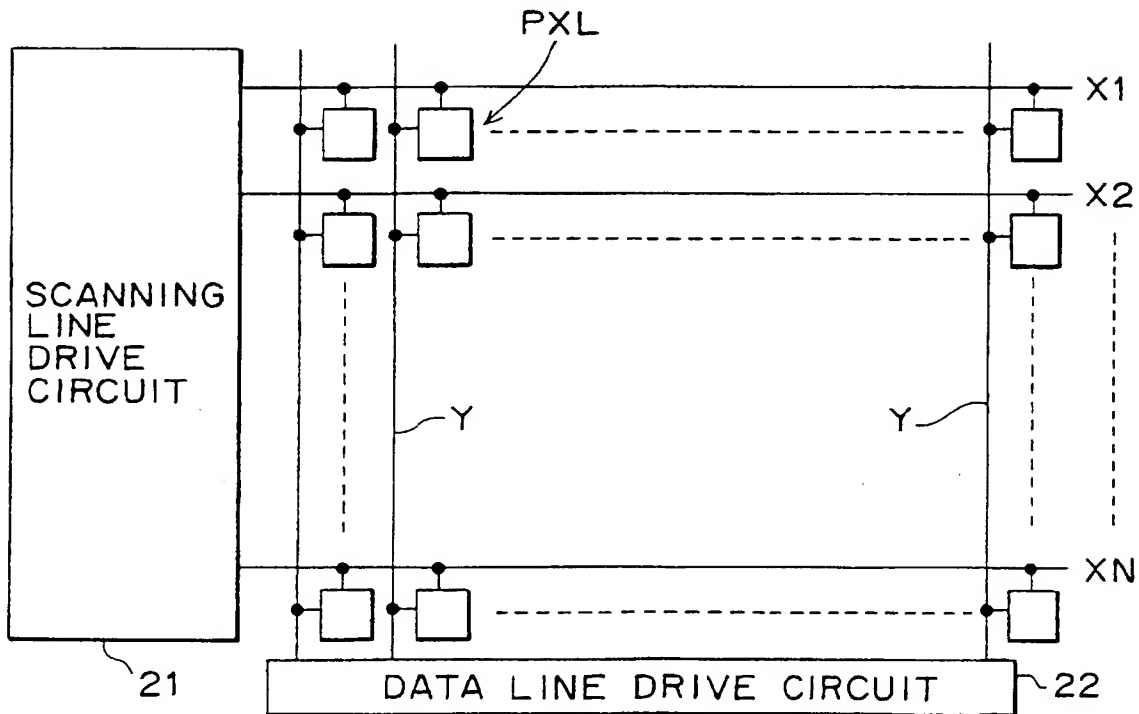 PXL
X1
X2
SCANNING
LINE
DRIVE
CIRCUIT
Y
Y
XN
21
DATA LINE DRIVE CIRCUIT
22